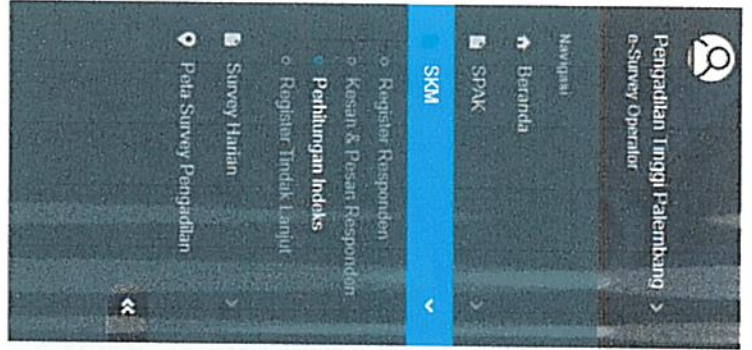 Pengadilan Tinggi Palembang
e-Survey Operator
Navigasi
Beranda
SPAK
SKM
Register Responden
Kesan & Pesan Responden
Perhitungan Indeks
Register Tindak Lanjut
Survey Harian
Peta Survey Pengadilan